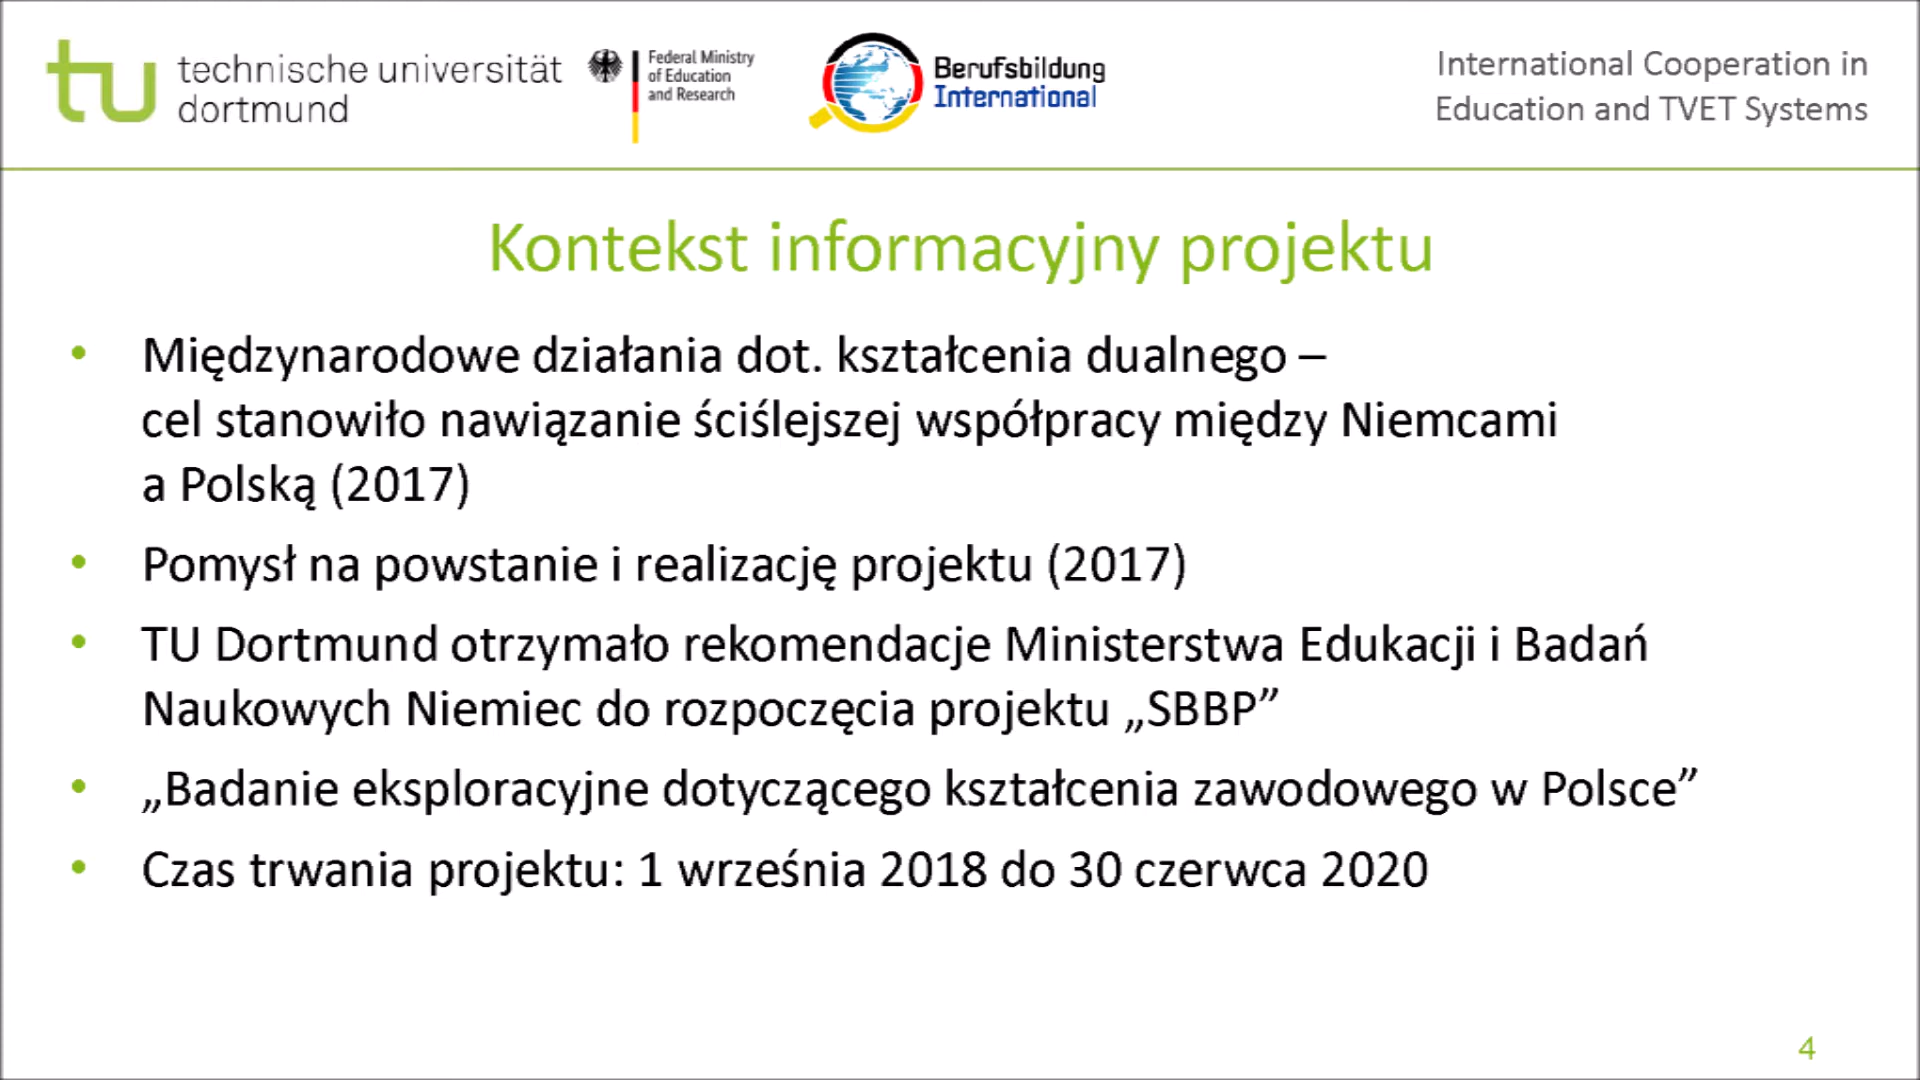 technische universität
dortmund
Federal Ministry
of Education
and Research
Berufsbildung
International
International Cooperation in
Education and TVET Systems
Kontekst informacyjny projektu
• Międzynarodowe działania dot. kształcenia dualnego –
cel stanowiło nawiązanie ściślejszej współpracy między Niemcami
a Polską (2017)
• Pomysł na powstanie i realizację projektu (2017)
• TU Dortmund otrzymało rekomendacje Ministerstwa Edukacji i Badań
Naukowych Niemiec do rozpoczęcia projektu „SBBP”
• „Badanie eksploracyjne dotyczącego kształcenia zawodowego w Polsce”
• Czas trwania projektu: 1 września 2018 do 30 czerwca 2020
4